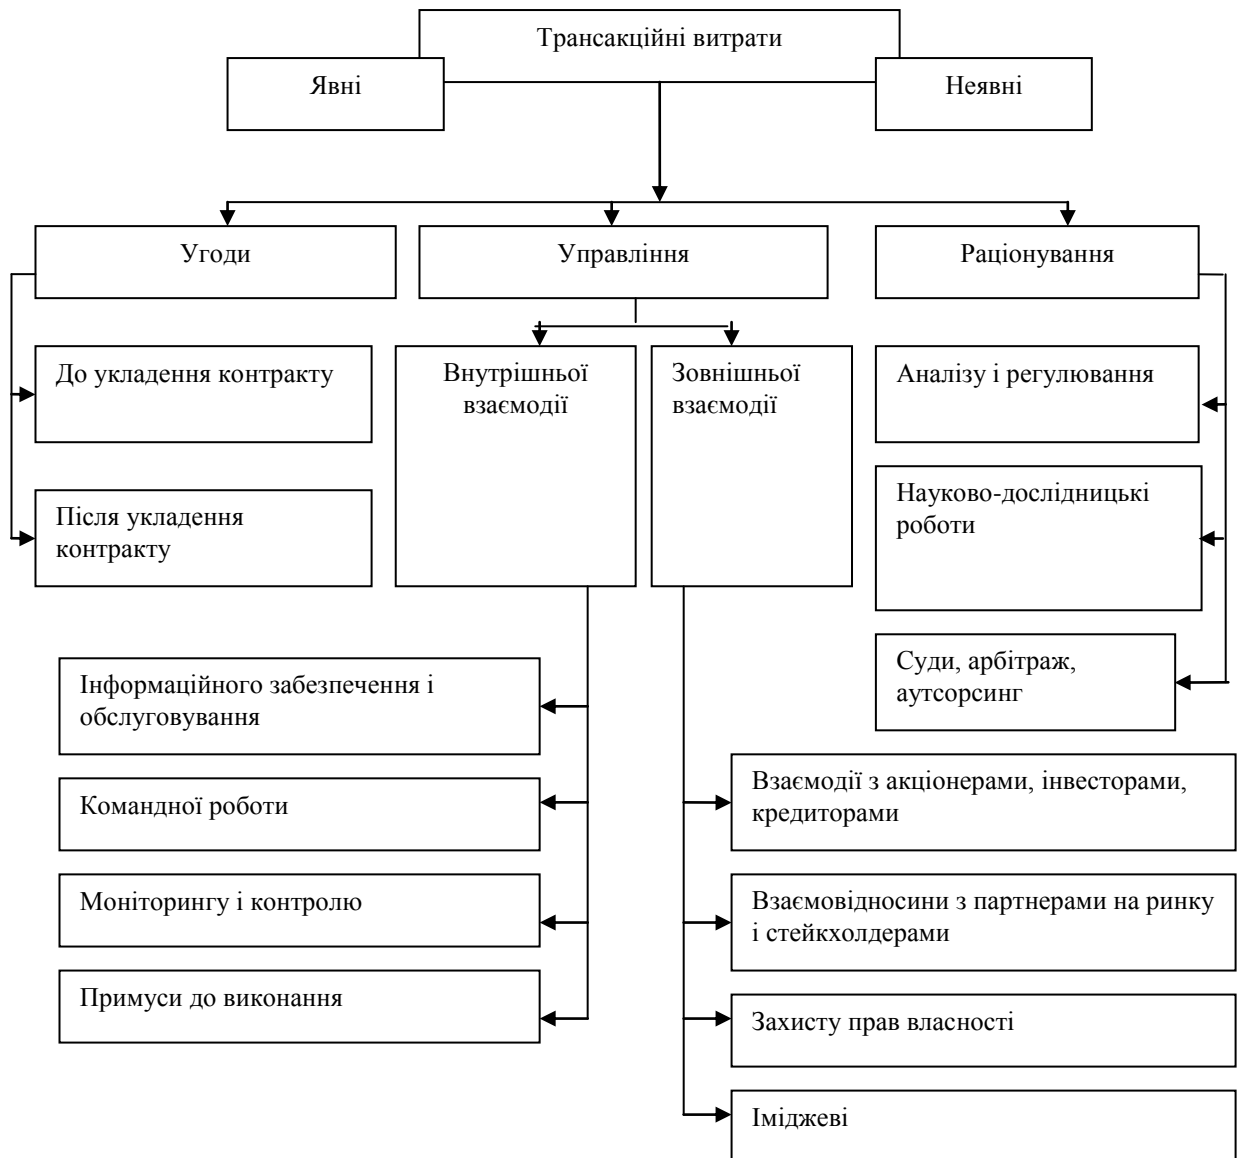 Трансакційні витрати
Явні
Неявні
Угоди
Управління
Раціонування
До укладення контракту
Після укладення
контракту
Внутрішньої
взаємодії
Зовнішньої
взаємодії
Аналізу і регулювання
Науково-дослідницькі
роботи
Суди, арбітраж,
аутсорсинг
Інформаційного забезпечення і
обслуговування
Командної роботи
Моніторингу і контролю
Примуси до виконання
Взаємодії з акціонерами, інвесторами,
кредиторами
Взаємовідносини з партнерами на ринку
і стейкхолдерами
Захисту прав власності
Іміджеві